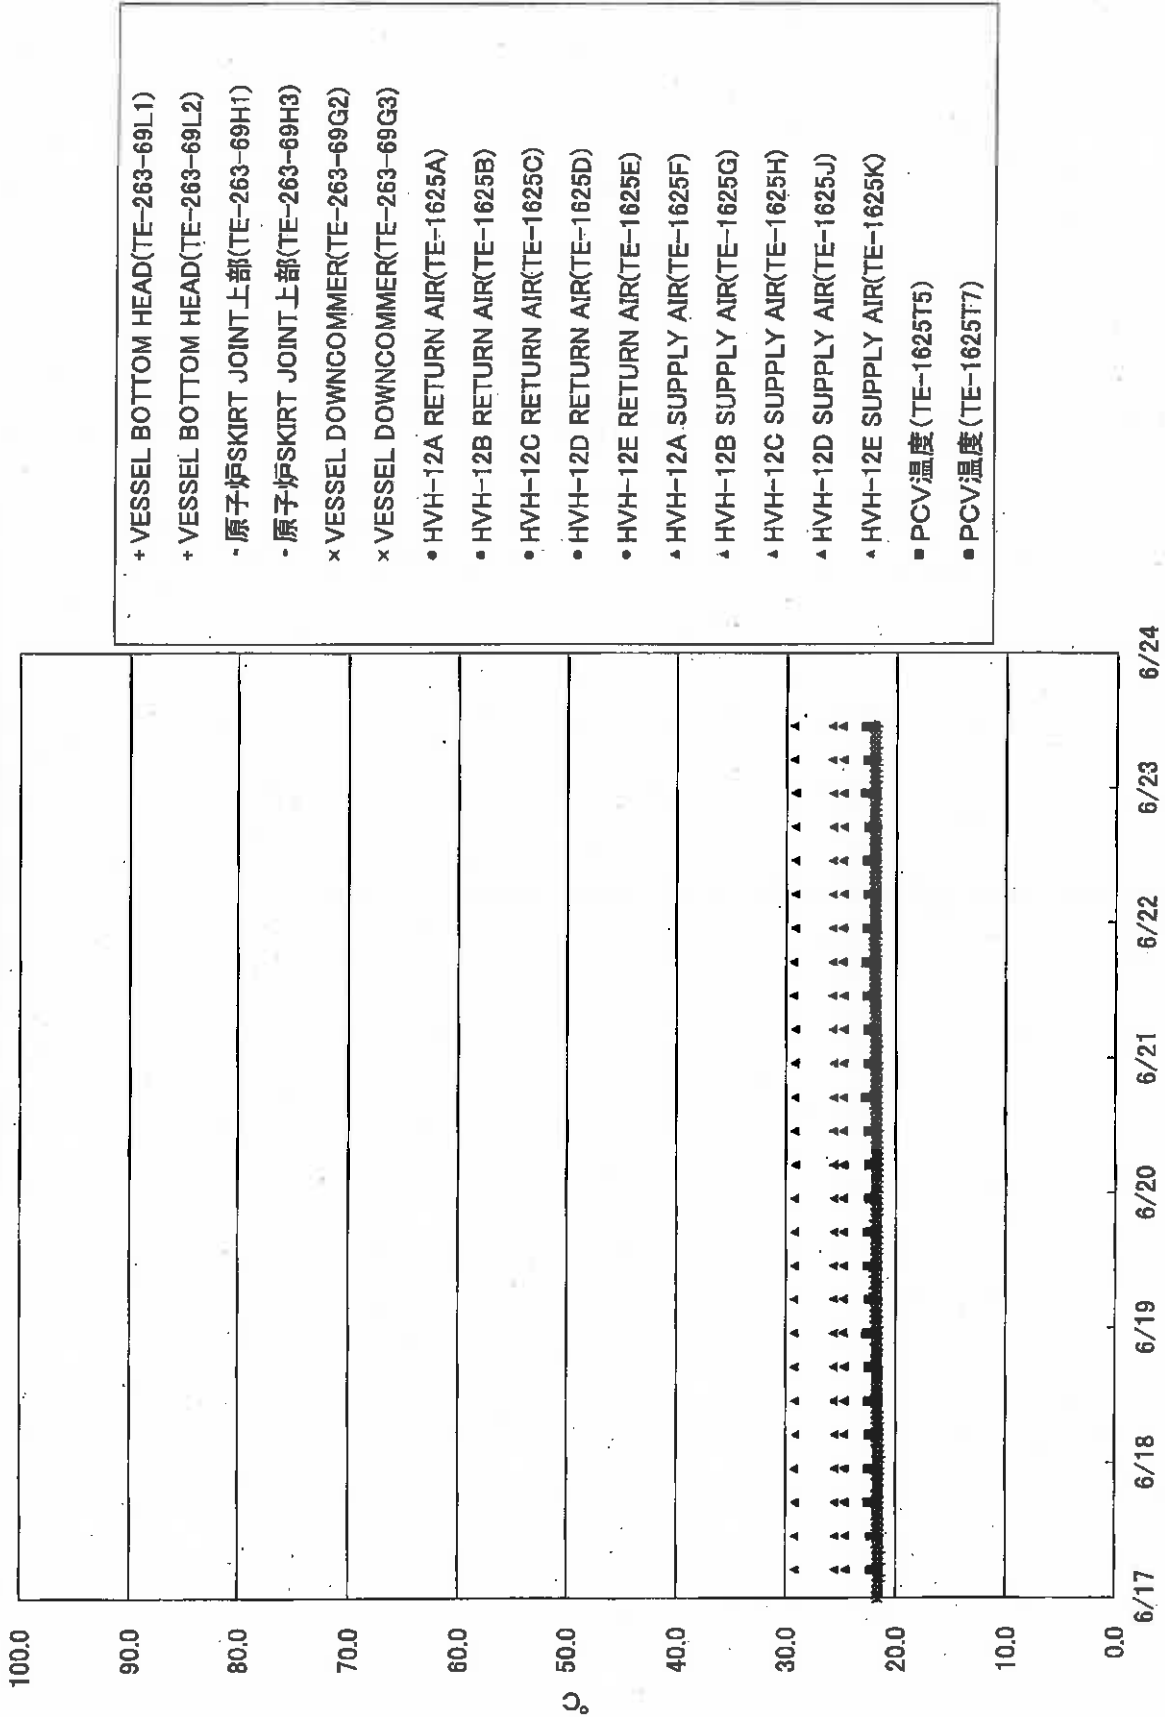 100.0
90.0
80.0
70.0
60.0
50.0
40.0
30.0
20.0
10.0
0.0
℃
6/17
6/18
6/19
6/20
6/21
6/22
6/23
6/24
+ VESSEL BOTTOM HEAD(TE-263-69L1)
+ VESSEL BOTTOM HEAD(TE-263-69L2)
- 原子炉SKIRT JOINT上部(TE-263-69H1)
- 原子炉SKIRT JOINT上部(TE-263-69H3)
× VESSEL DOWNCOMMER(TE-263-69G2)
× VESSEL DOWNCOMMER(TE-263-69G3)
● HVH-12A RETURN AIR(TE-1625A)
● HVH-12B RETURN AIR(TE-1625B)
● HVH-12C RETURN AIR(TE-1625C)
● HVH-12D RETURN AIR(TE-1625D)
● HVH-12E RETURN AIR(TE-1625E)
▲ HVH-12A SUPPLY AIR(TE-1625F)
▲ HVH-12B SUPPLY AIR(TE-1625G)
▲ HVH-12C SUPPLY AIR(TE-1625H)
▲ HVH-12D SUPPLY AIR(TE-1625J)
▲ HVH-12E SUPPLY AIR(TE-1625K)
■ PCV温度(TE-1625T5)
■ PCV温度(TE-1625T7)